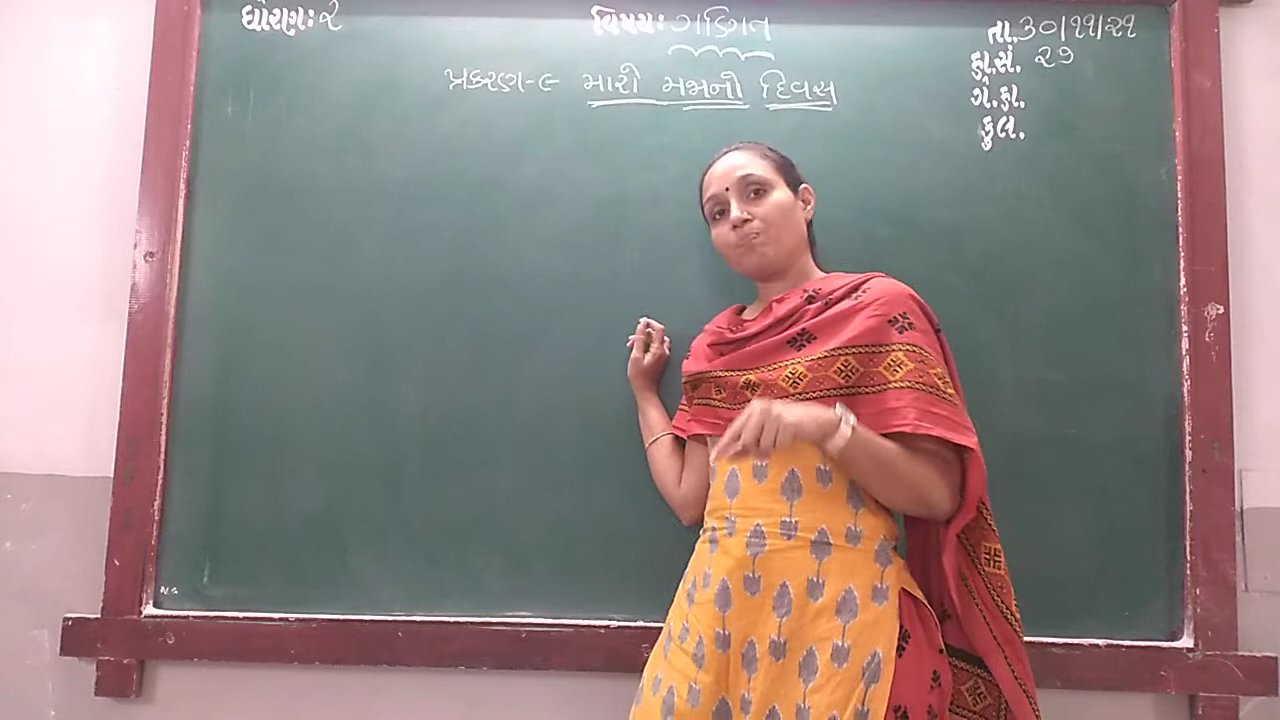 ધોરણઃ ૨
વિષયઃ ગણિત
તા. ૩૦/૧૧/૨૧
ક્રા.સં. ૨૭
ગે.હા.
કુલ.
પ્રકરણ-૯ મારો મજાનો દિવસ